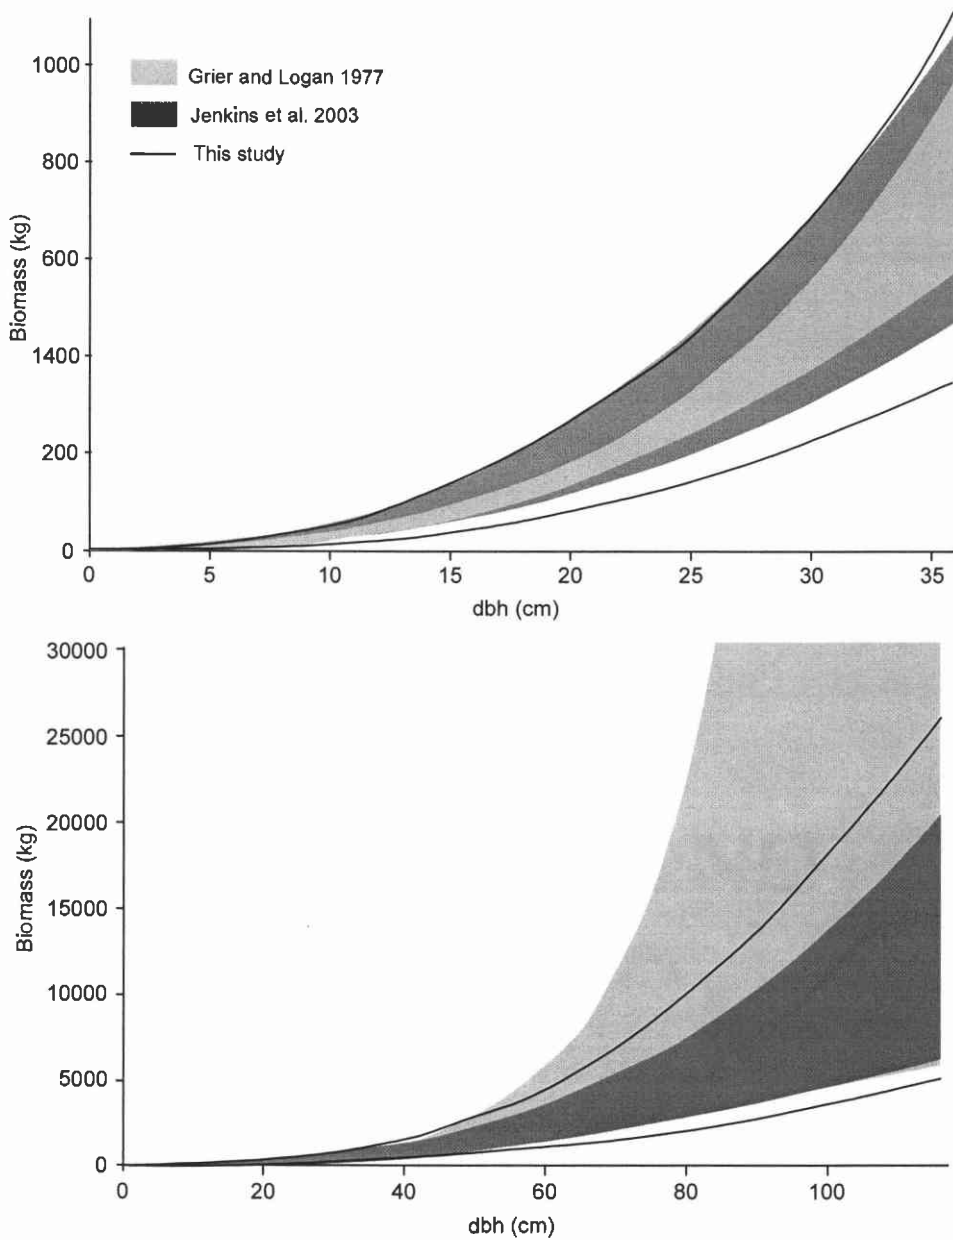 1000
800
600
1400
200
0
Biomass (kg)
Grier and Logan 1977
Jenkins et al. 2003
This study
0 5 10 15 20 25 30 35
dbh (cm)
30000
25000
20000
15000
10000
5000
0
Biomass (kg)
0 20 40 60 80 100
dbh (cm)